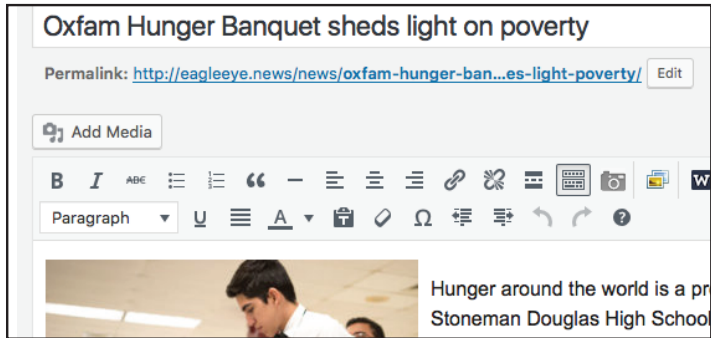 Oxfam Hunger Banquet sheds light on poverty
Permalink: http://eagleeye.news/news/oxfam-hunger-ban...es-light-poverty/ Edit
Add Media
B I ABE W
Paragraph U A T Ω ?
Hunger around the world is a
Stoneman Douglas High School